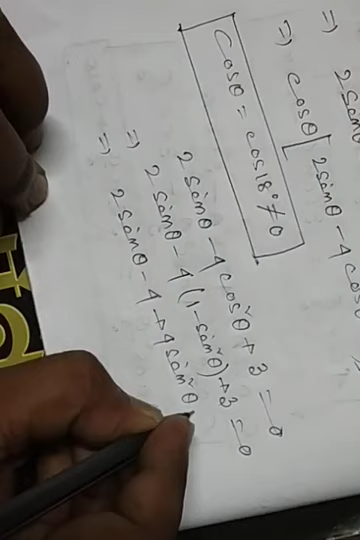 ⇒ 2 sinθ
⇒ cosθ [ 2 sinθ - 4 cos²
cosθ = cos18° ≠ 0
2 sinθ - 4 cos²θ + 3 = 0
⇒ 2 sinθ - 4 (1 - sin²θ) + 3 = 0
⇒ 2 sinθ - 4 + 4 sin²θ